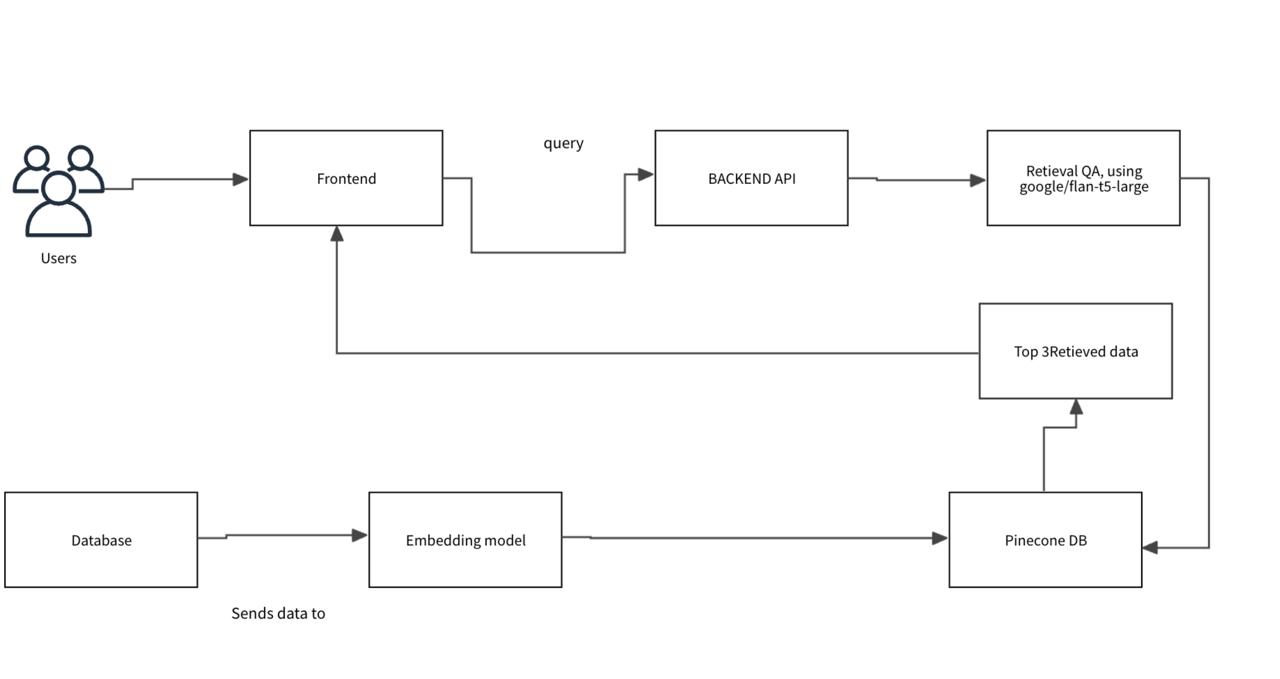 query
Frontend
BACKEND API
Retieval QA, using
google/flan-t5-large
Users
Top 3Retieved data
Database
Embedding model
Pinecone DB
Sends data to